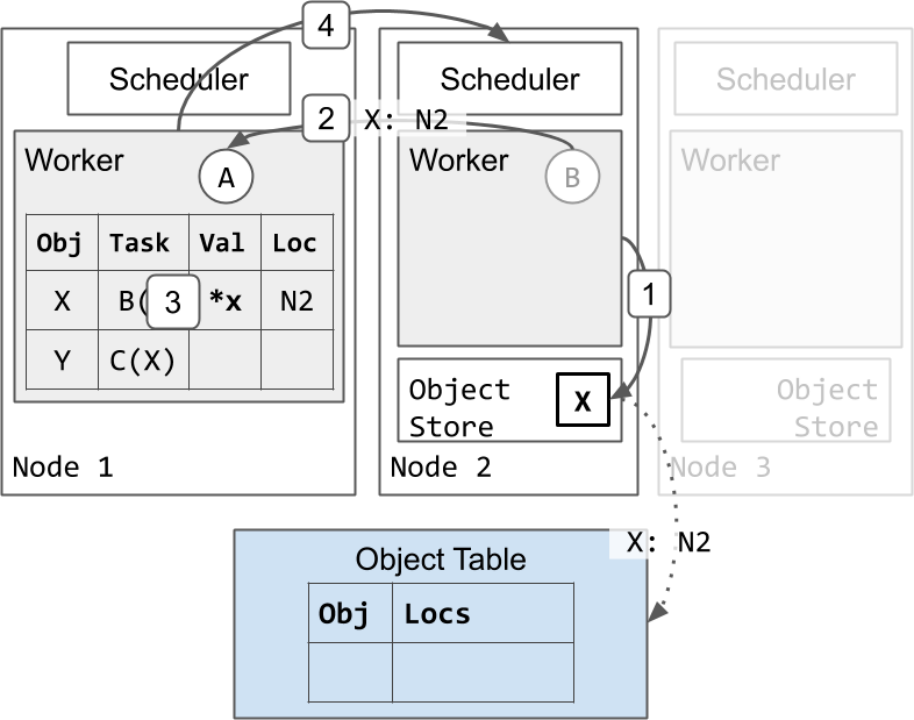 4
Scheduler
Scheduler
Scheduler
2
X: N2
Worker
A
Worker
B
Worker
Obj Task Val Loc
X B( 3 *x N2
Y C(X)
1
Object
Store
X
Object
Store
Node 1
Node 2
Node 3
X: N2
Object Table
Obj Locs